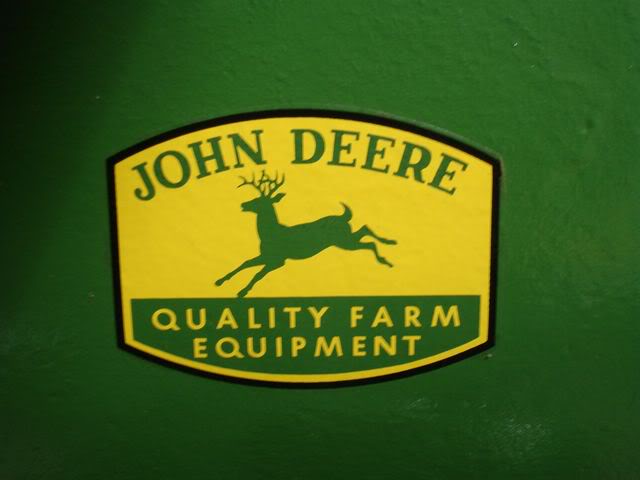 JOHN DEERE
QUALITY FARM
EQUIPMENT